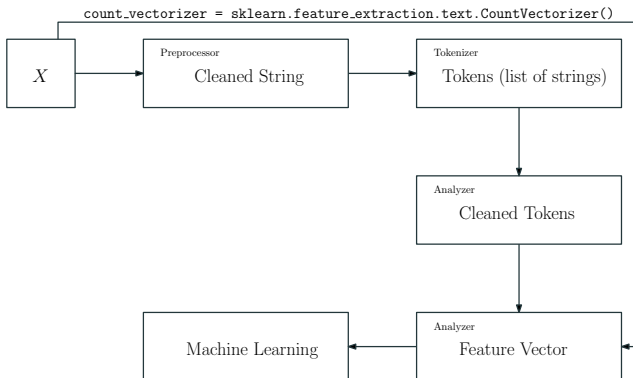 count_vectorizer = sklearn.feature_extraction.text.CountVectorizer()
X
Preprocessor
Cleaned String
Tokenizer
Tokens (list of strings)
Analyzer
Cleaned Tokens
Machine Learning
Analyzer
Feature Vector